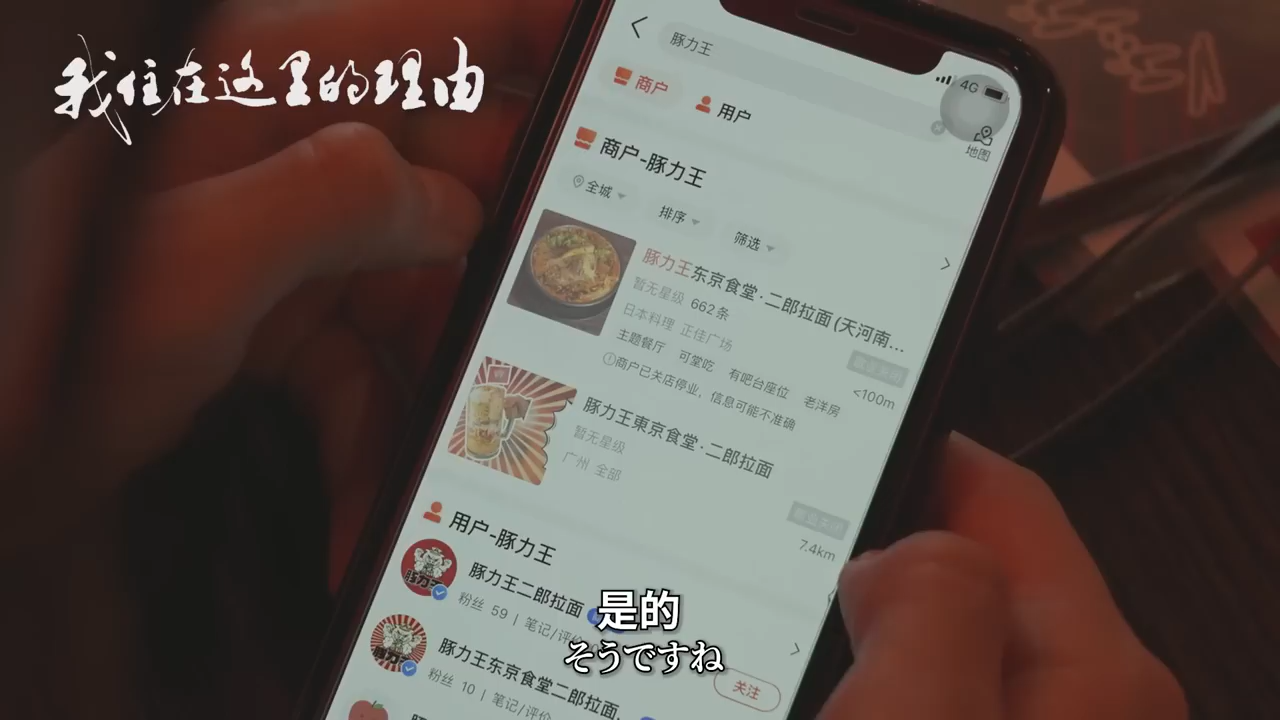 我住在这里的理由
豚力王
4G
商户
用户
地图
商户-豚力王
全城
排序
筛选
豚力王东京食堂·二郎拉面(天河南...
暂无星级 662条
日本料理 正佳广场
<100m
主题餐厅 可堂吃 有吧台座位 老洋房
商户已关店停业，信息可能不准确
豚力王東京食堂·二郎拉面
暂无星级
广州 全部
7.4km
用户-豚力王
豚力王二郎拉面
粉丝 59 | 笔记/评价
豚力王东京食堂二郎拉面
粉丝 10 | 笔记/评价
关注
是的
そうですね